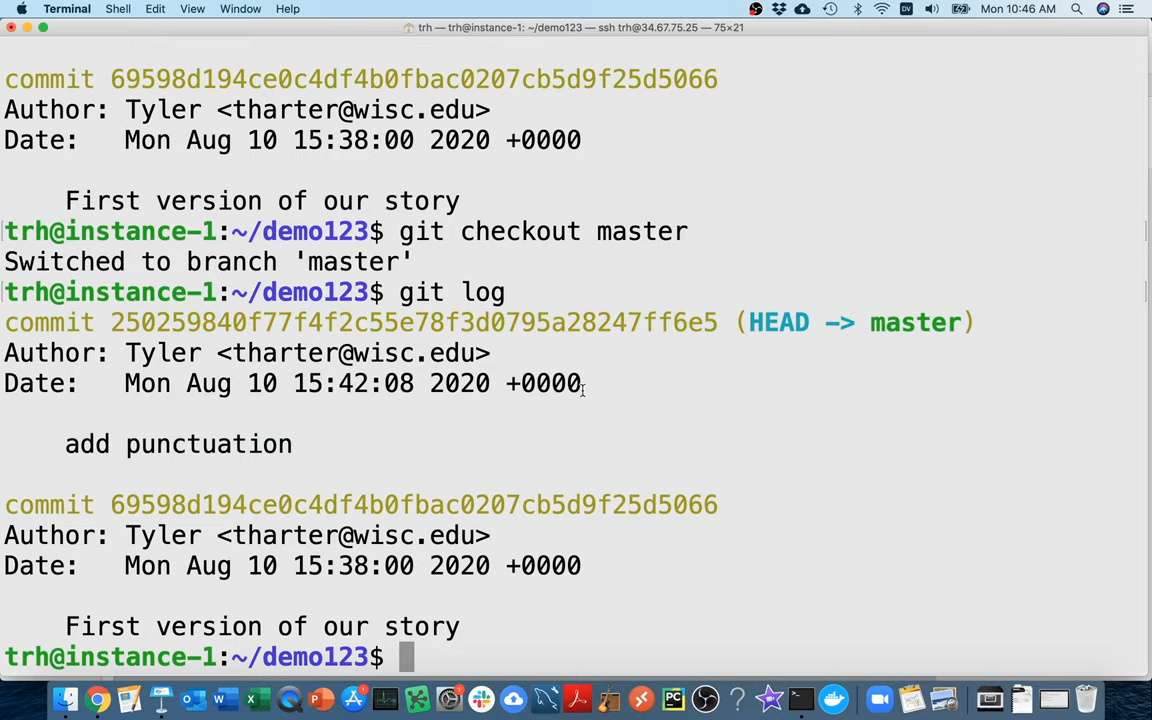 Terminal Shell Edit View Window Help Mon 10:46 AM
trh — trh@instance-1: ~/demo123 — ssh trh@34.67.75.25 — 75×21
commit 69598d194ce0c4df4b0fbac0207cb5d9f25d5066
Author: Tyler <tharter@wisc.edu>
Date:   Mon Aug 10 15:38:00 2020 +0000
First version of our story
trh@instance-1:~/demo123$ git checkout master
Switched to branch 'master'
trh@instance-1:~/demo123$ git log
commit 250259840f77f4f2c55e78f3d0795a28247ff6e5 (HEAD -> master)
Author: Tyler <tharter@wisc.edu>
Date:   Mon Aug 10 15:42:08 2020 +0000
add punctuation
commit 69598d194ce0c4df4b0fbac0207cb5d9f25d5066
Author: Tyler <tharter@wisc.edu>
Date:   Mon Aug 10 15:38:00 2020 +0000
First version of our story
trh@instance-1:~/demo123$